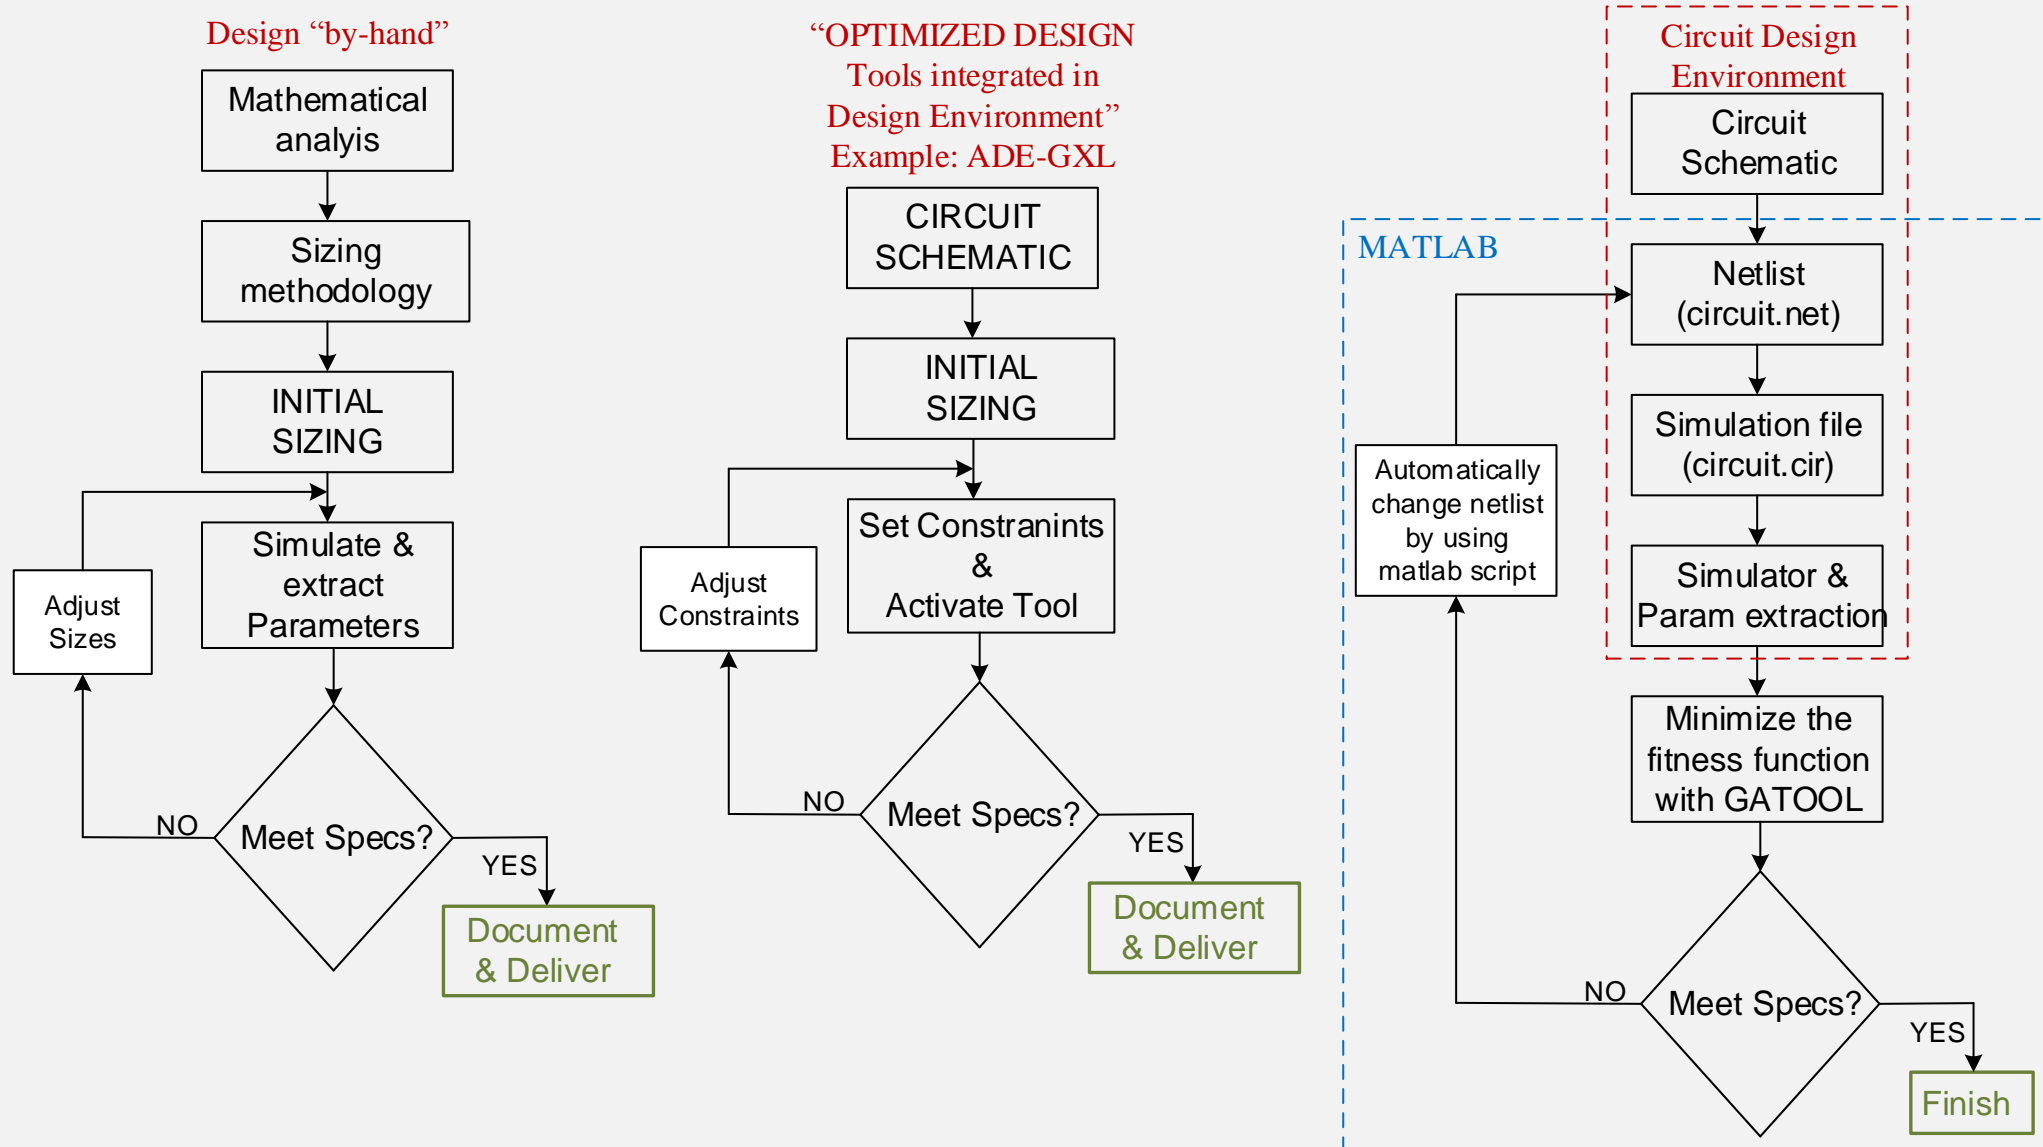 Design “by-hand”
Mathematical
analyis
Sizing
methodology
INITIAL
SIZING
Simulate &
extract
Parameters
Adjust
Sizes
Meet Specs?
NO
YES
Document
& Deliver
“OPTIMIZED DESIGN
Tools integrated in
Design Environment”
Example: ADE-GXL
CIRCUIT
SCHEMATIC
INITIAL
SIZING
Set Constranints
&
Activate Tool
Adjust
Constraints
Meet Specs?
NO
YES
Document
& Deliver
Circuit Design
Environment
Circuit
Schematic
MATLAB
Netlist
(circuit.net)
Simulation file
(circuit.cir)
Automatically
change netlist
by using
matlab script
Simulator &
Param extraction
Minimize the
fitness function
with GATOOL
Meet Specs?
NO
YES
Finish